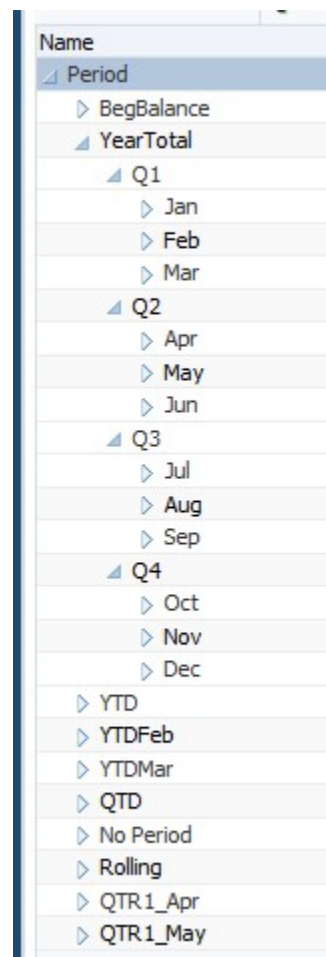 Name
Period
BegBalance
YearTotal
Q1
Jan
Feb
Mar
Q2
Apr
May
Jun
Q3
Jul
Aug
Sep
Q4
Oct
Nov
Dec
YTD
YTDFeb
YTDMar
QTD
No Period
Rolling
QTR1_Apr
QTR1_May